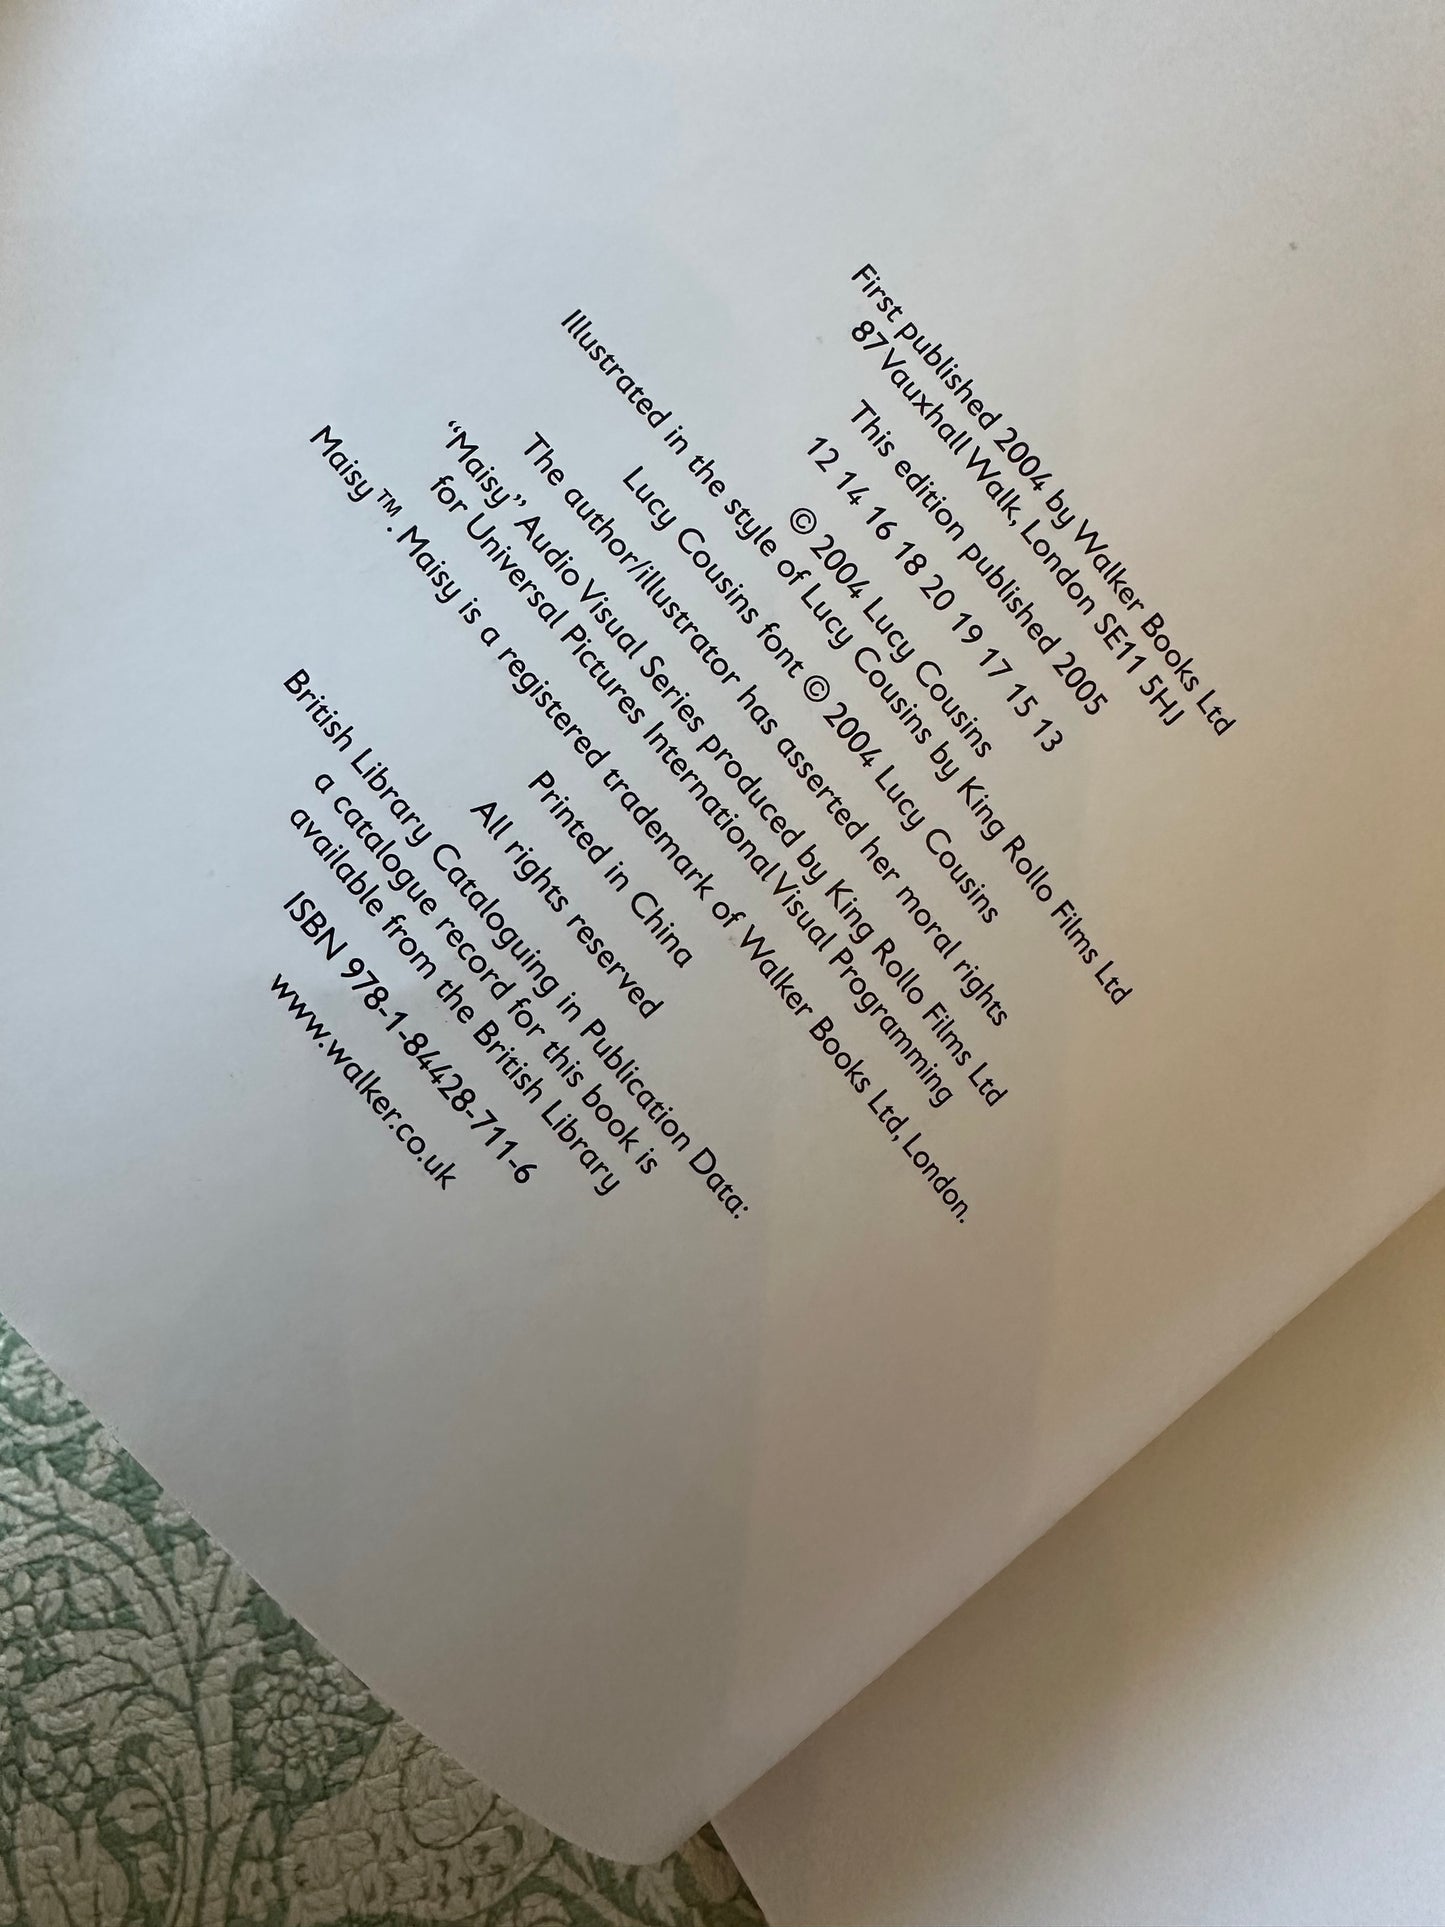 First published 2004 by Walker Books Ltd
87 Vauxhall Walk, London SE11 5HJ
This edition published 2005
12 14 16 18 20 19 17 15 13
© 2004 Lucy Cousins
Illustrated in the style of Lucy Cousins by King Rollo Films Ltd
Lucy Cousins font © 2004 Lucy Cousins
The author/illustrator has asserted her moral rights
“Maisy” Audio Visual Series produced by King Rollo Films Ltd
for Universal Pictures International Visual Programming
Maisy ™. Maisy is a registered trademark of Walker Books Ltd, London.
Printed in China
All rights reserved
British Library Cataloguing in Publication Data:
a catalogue record for this book is
available from the British Library
ISBN 978-1-84428-711-6
www.walker.co.uk